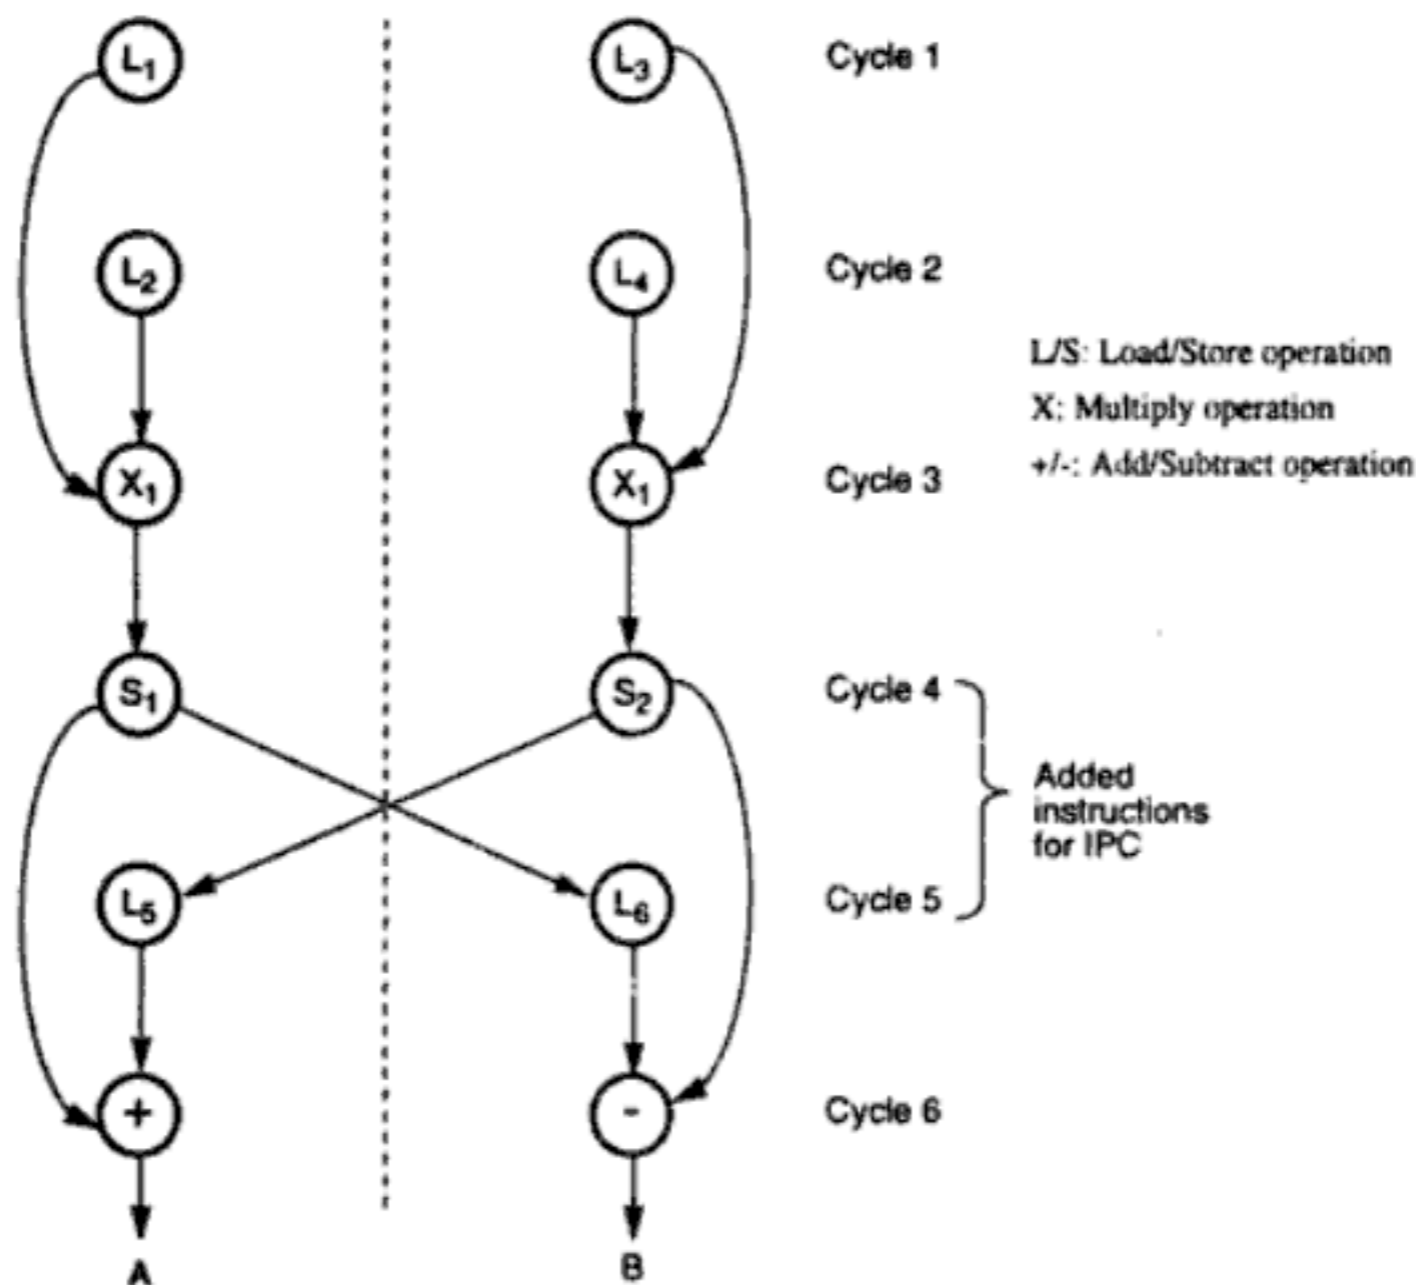 L1 L3 Cycle 1
L2 L4 Cycle 2
L/S: Load/Store operation
X: Multiply operation
X1 X1 Cycle 3
+/-: Add/Subtract operation
S1 S2 Cycle 4
Added
instructions
for IPC
L5 L6 Cycle 5
+ - Cycle 6
A B